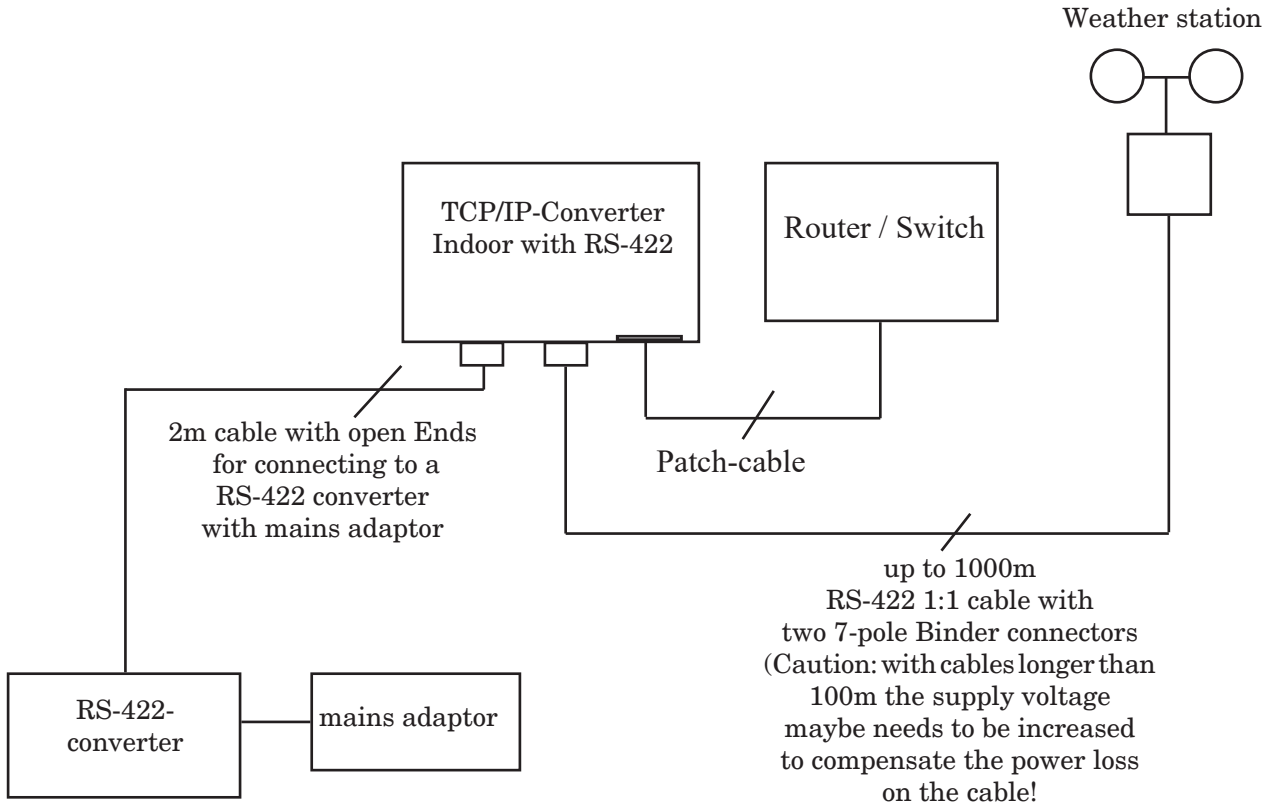 Weather station
TCP/IP-Converter
Indoor with RS-422
Router / Switch
2m cable with open Ends
for connecting to a
RS-422 converter
with mains adaptor
Patch-cable
up to 1000m
RS-422 1:1 cable with
two 7-pole Binder connectors
(Caution: with cables longer than
100m the supply voltage
maybe needs to be increased
to compensate the power loss
on the cable!
RS-422-
converter
mains adaptor